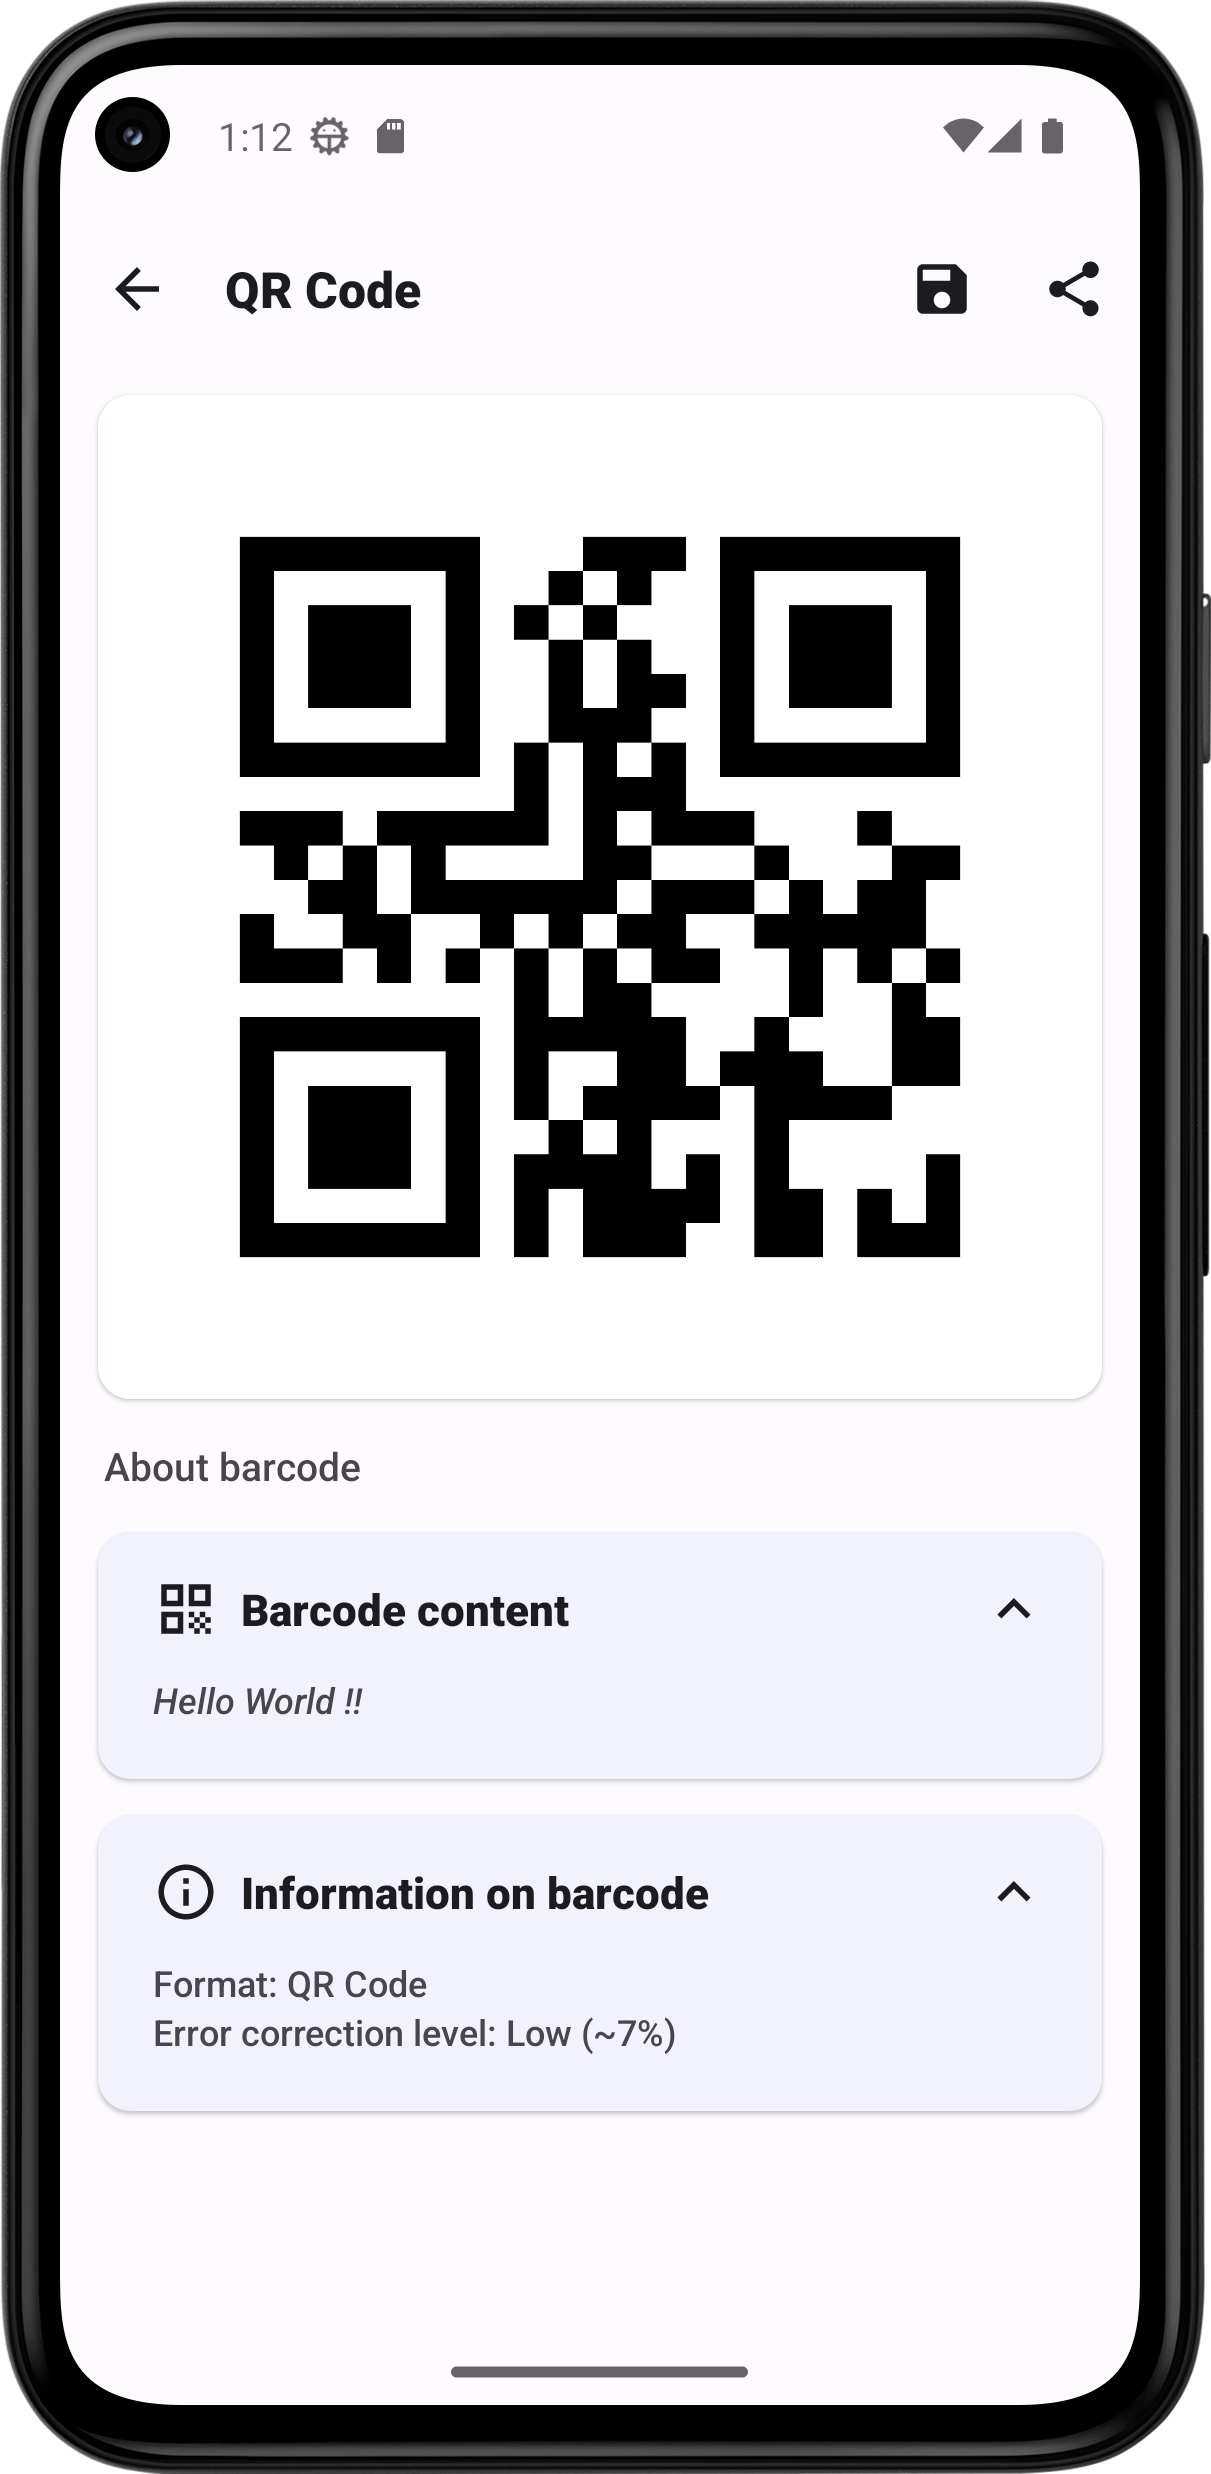 1:12
QR Code
About barcode
Barcode content
Hello World !!
Information on barcode
Format: QR Code
Error correction level: Low (~7%)